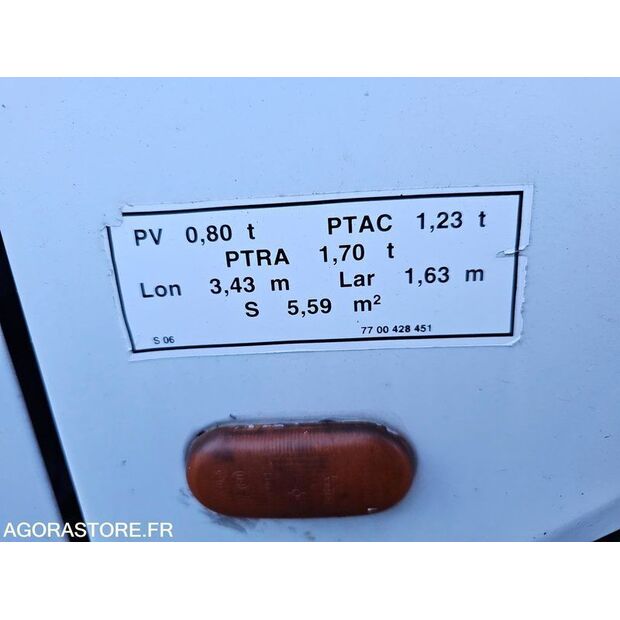 PV 0,80 t PTAC 1,23 t
PTRA 1,70 t
Lon 3,43 m Lar 1,63 m
S 5,59 m²
S 06 77 00 428 451
AGORASTORE.FR